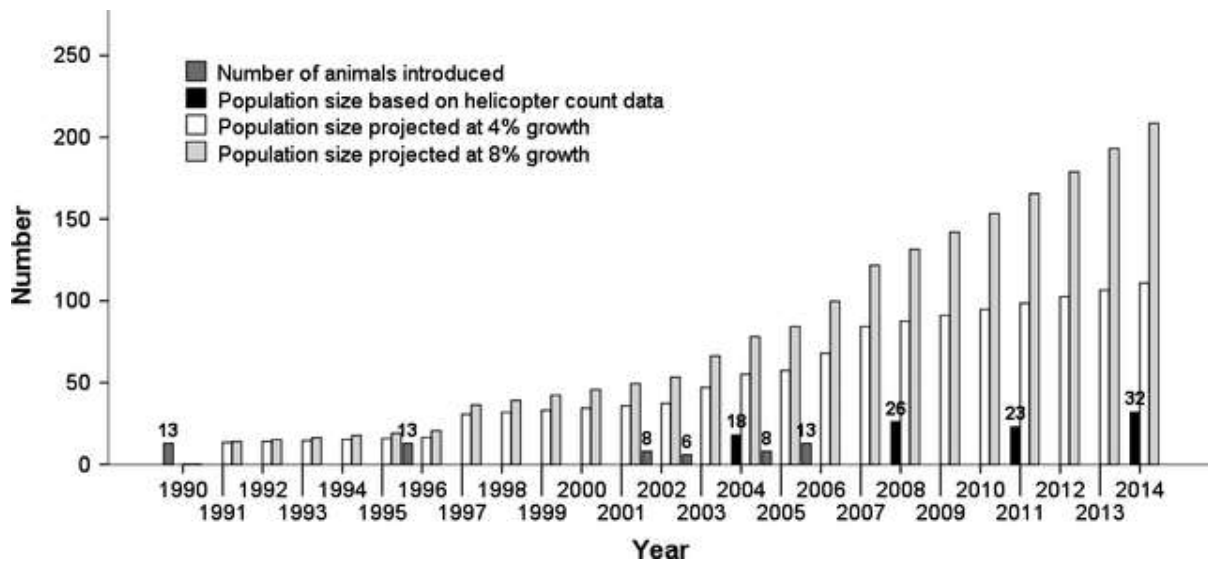 250
200
150
100
50
0
Number
Number of animals introduced
Population size based on helicopter count data
Population size projected at 4% growth
Population size projected at 8% growth
13 13 8 6 18 8 13 26 23 32
1990 1992 1994 1996 1998 2000 2002 2004 2006 2008 2010 2012 2014
1991 1993 1995 1997 1999 2001 2003 2005 2007 2009 2011 2013
Year